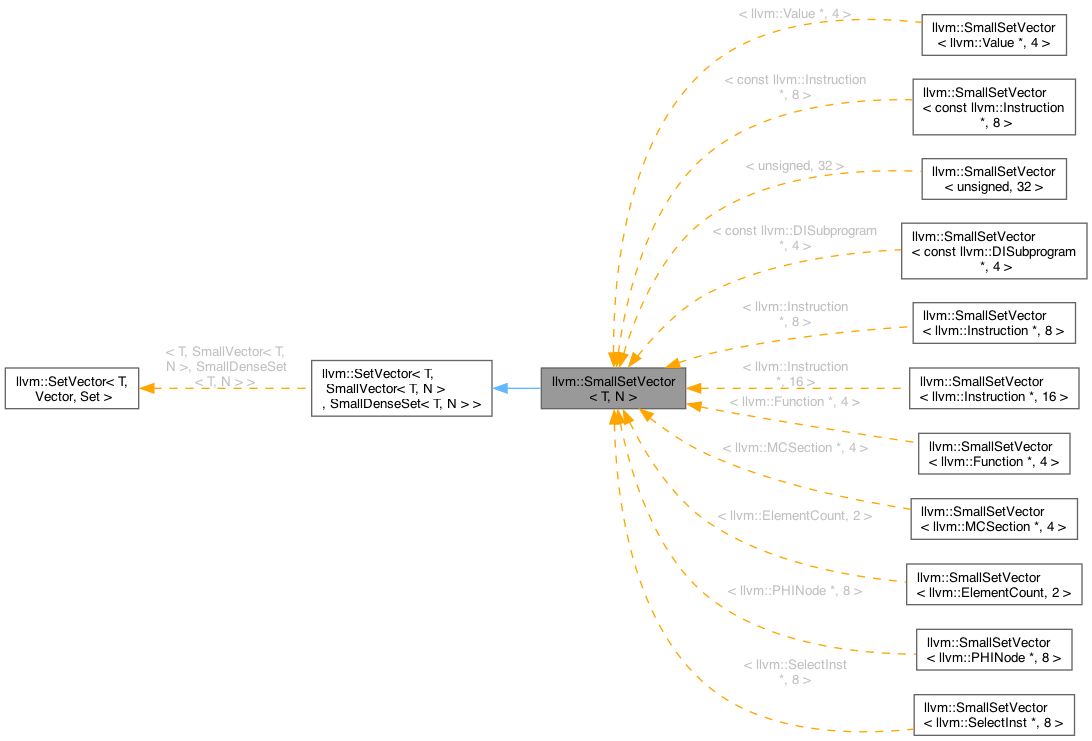 llvm::SetVector< T,
Vector, Set >
< T, SmallVector< T,
N >, SmallDenseSet
< T, N > >
llvm::SetVector< T,
SmallVector< T, N >
, SmallDenseSet< T, N > >
llvm::SmallSetVector
< T, N >
< llvm::Value *, 4 >
< const llvm::Instruction
*, 8 >
< unsigned, 32 >
< const llvm::DISubprogram
*, 4 >
< llvm::Instruction
*, 8 >
< llvm::Instruction
*, 16 >
< llvm::Function *, 4 >
< llvm::MCSection *, 4 >
< llvm::ElementCount, 2 >
< llvm::PHINode *, 8 >
< llvm::SelectInst
*, 8 >
llvm::SmallSetVector
< llvm::Value *, 4 >
llvm::SmallSetVector
< const llvm::Instruction
*, 8 >
llvm::SmallSetVector
< unsigned, 32 >
llvm::SmallSetVector
< const llvm::DISubprogram
*, 4 >
llvm::SmallSetVector
< llvm::Instruction *, 8 >
llvm::SmallSetVector
< llvm::Instruction *, 16 >
llvm::SmallSetVector
< llvm::Function *, 4 >
llvm::SmallSetVector
< llvm::MCSection *, 4 >
llvm::SmallSetVector
< llvm::ElementCount, 2 >
llvm::SmallSetVector
< llvm::PHINode *, 8 >
llvm::SmallSetVector
< llvm::SelectInst *, 8 >